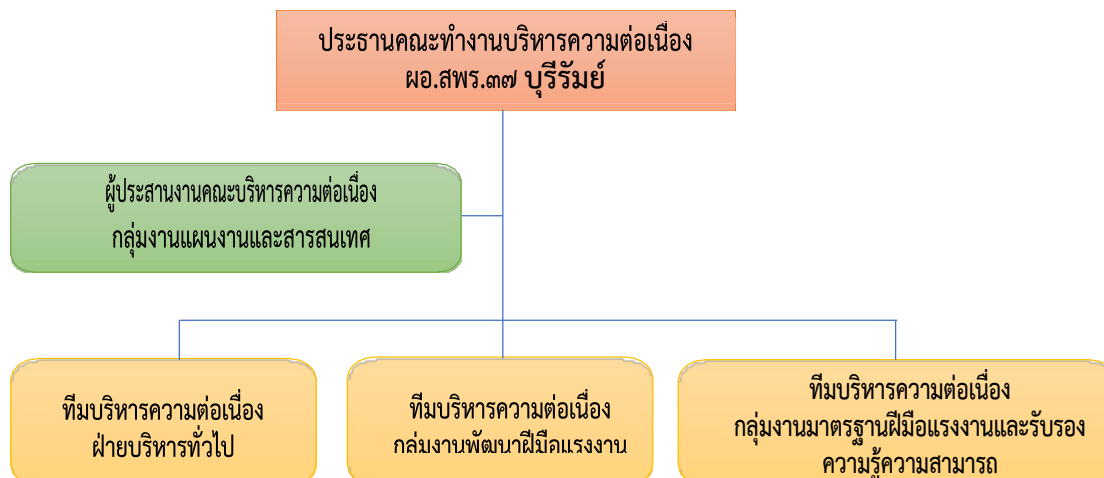 ประธานคณะทำงานบริหารความต่อเนื่อง
ผอ.สพร.๓๗ บุรีรัมย์
ผู้ประสานงานคณะบริหารความต่อเนื่อง
กลุ่มงานแผนงานและสารสนเทศ
ทีมบริหารความต่อเนื่อง
ฝ่ายบริหารทั่วไป
ทีมบริหารความต่อเนื่อง
กลุ่มงานพัฒนาฝีมือแรงงาน
ทีมบริหารความต่อเนื่อง
กลุ่มงานมาตรฐานฝีมือแรงงานและรับรอง
ความรู้ความสามารถ